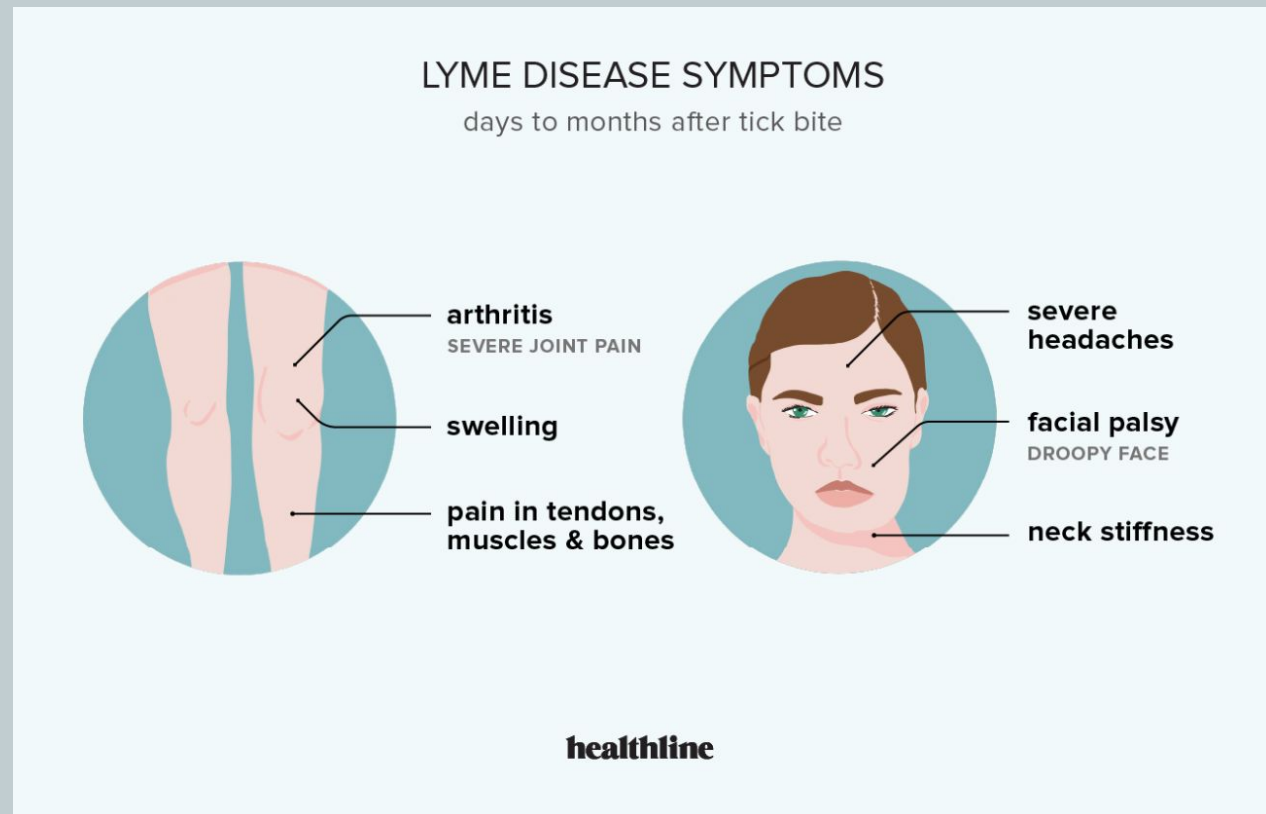 LYME DISEASE SYMPTOMS
days to months after tick bite
arthritis
SEVERE JOINT PAIN
swelling
pain in tendons,
muscles & bones
severe
headaches
facial palsy
DROOPY FACE
neck stiffness
healthline